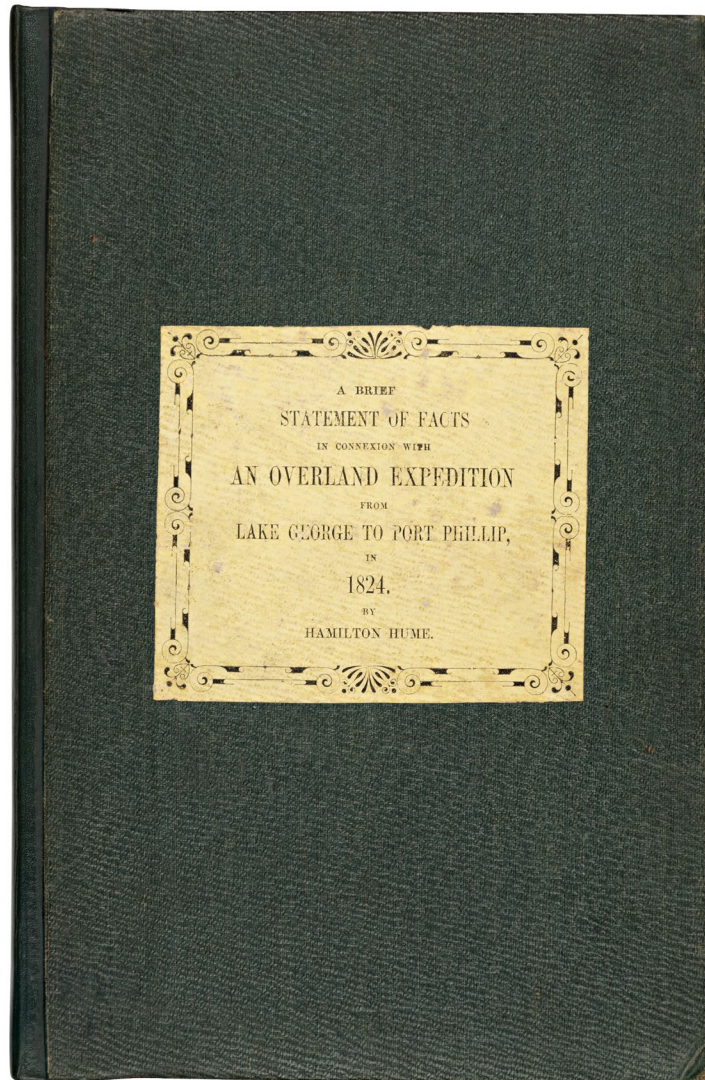 A BRIEF
STATEMENT OF FACTS
IN CONNEXION WITH
AN OVERLAND EXPEDITION
FROM
LAKE GEORGE TO PORT PHILLIP,
IN
1824.
BY
HAMILTON HUME.